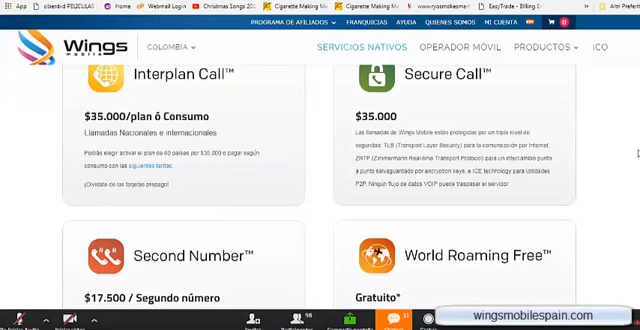 App
Home
Webmail Login
Christmas Songs 20
Cigarette Making M
Cigarette Making M
EasyTrade - Billing E
PROGRAMA DE AFILIADOS
FRANQUICIAS
AYUDA
QUIENES SOMOS
MI CUENTA
0
Wings
mobile
COLOMBIA
SERVICIOS NATIVOS
OPERADOR MÓVIL
PRODUCTOS
ICO
Interplan Call™
$35.000/plan ó Consumo
Llamadas Nacionales e internacionales
Podrás elegir activar el plan de 60 países por $35.000 o pagar según
consumo con las siguientes tarifas.
¡Olvídate de las tarjetas prepago!
Secure Call™
$35.000
Las llamadas de Wings Mobile están protegidas por un triple nivel de
seguridad: TLS (Transport Layer Security) para la comunicación por Internet,
ZRTP (Zimmermann Real-time Transport Protocol) para un intercambio punto
a punto salvaguardado por encryption keys, e ICE technology para utilidades
P2P. Ningún flujo de datos VOIP puede traspasar el servidor.
Second Number™
$17.500 / Segundo número
World Roaming Free™
Gratuito*
98
31
Participantes
wingsmobilespain.com